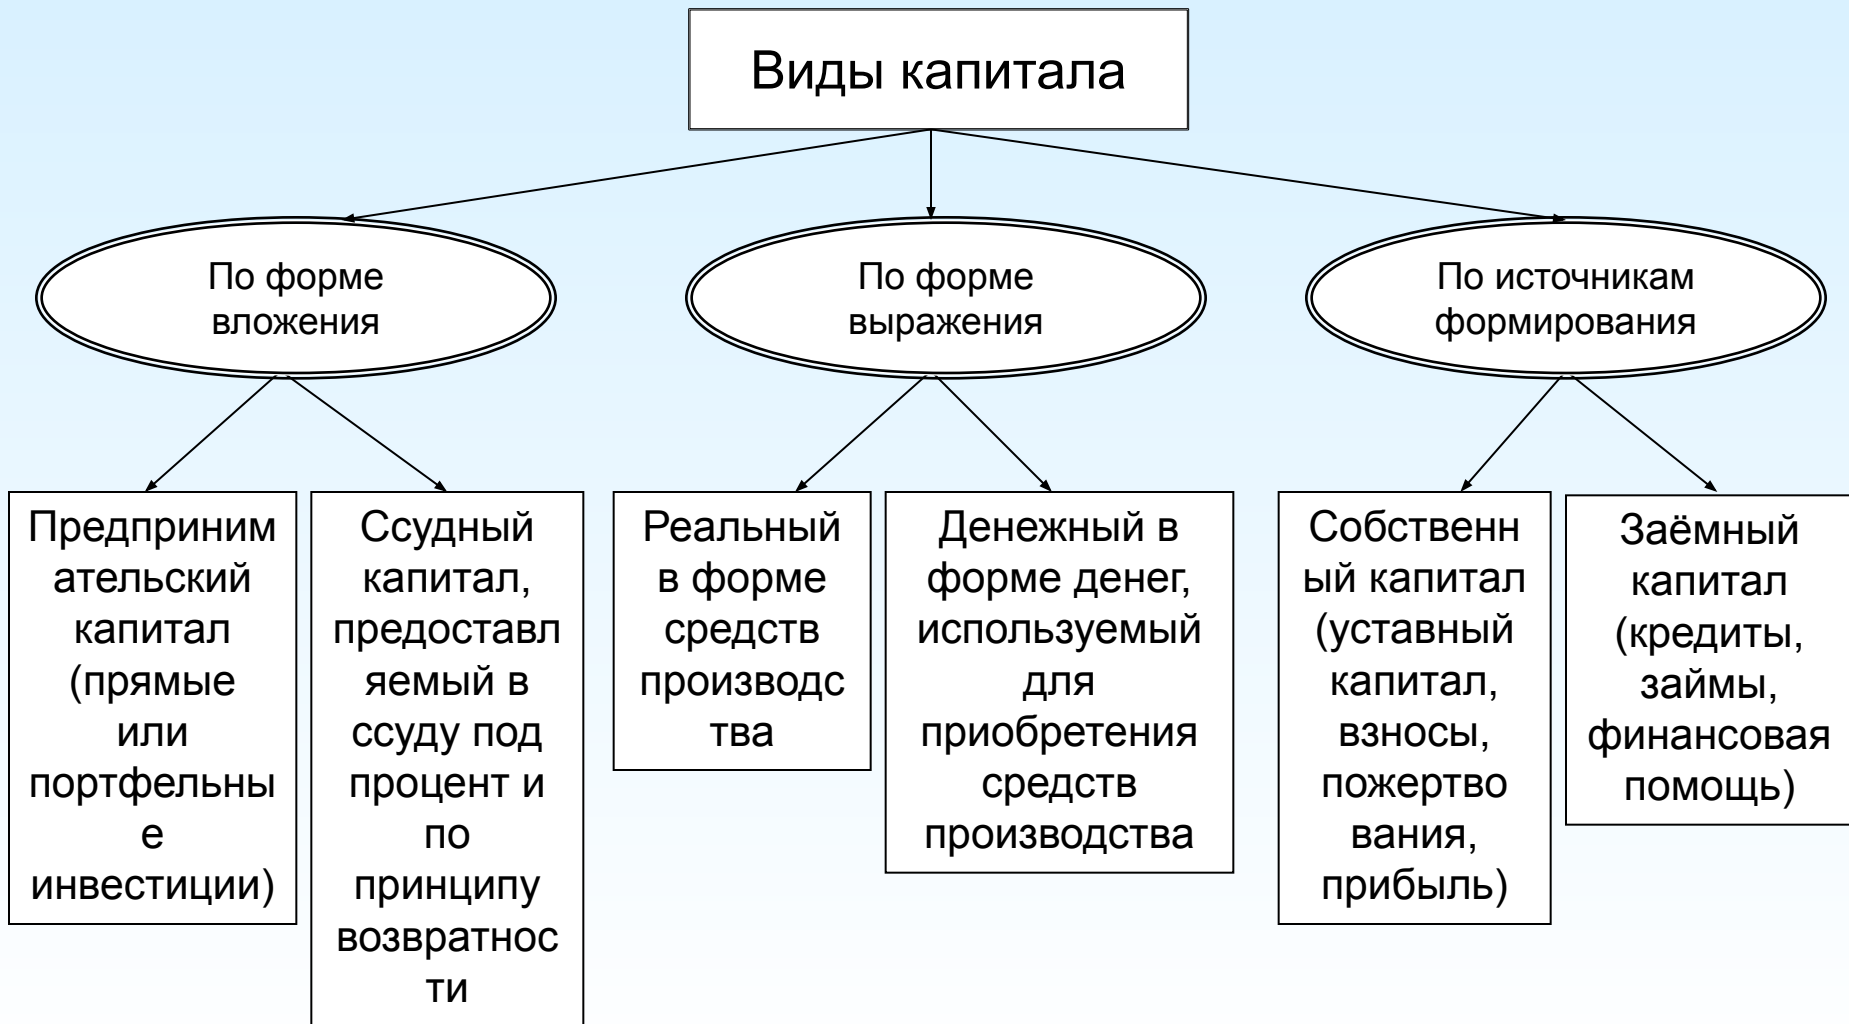 Виды капитала
По форме
вложения
По форме
выражения
По источникам
формирования
Предприним
ательский
капитал
(прямые
или
портфельны
е
инвестиции)
Ссудный
капитал,
предоставл
яемый в
ссуду под
процент и
по
принципу
возвратнос
ти
Реальный
в форме
средств
производс
тва
Денежный в
форме денег,
используемый
для
приобретения
средств
производства
Собственн
ый капитал
(уставный
капитал,
взносы,
пожертво
вания,
прибыль)
Заёмный
капитал
(кредиты,
займы,
финансовая
помощь)